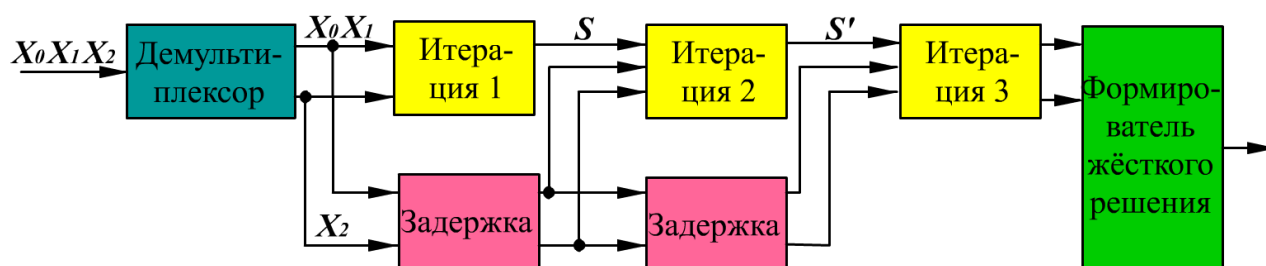 X0X1X2
Демульти-
плексор
X0X1
Итера-
ция 1
S
Итера-
ция 2
S'
Итера-
ция 3
Формиро-
ватель
жёсткого
решения
X2
Задержка
Задержка